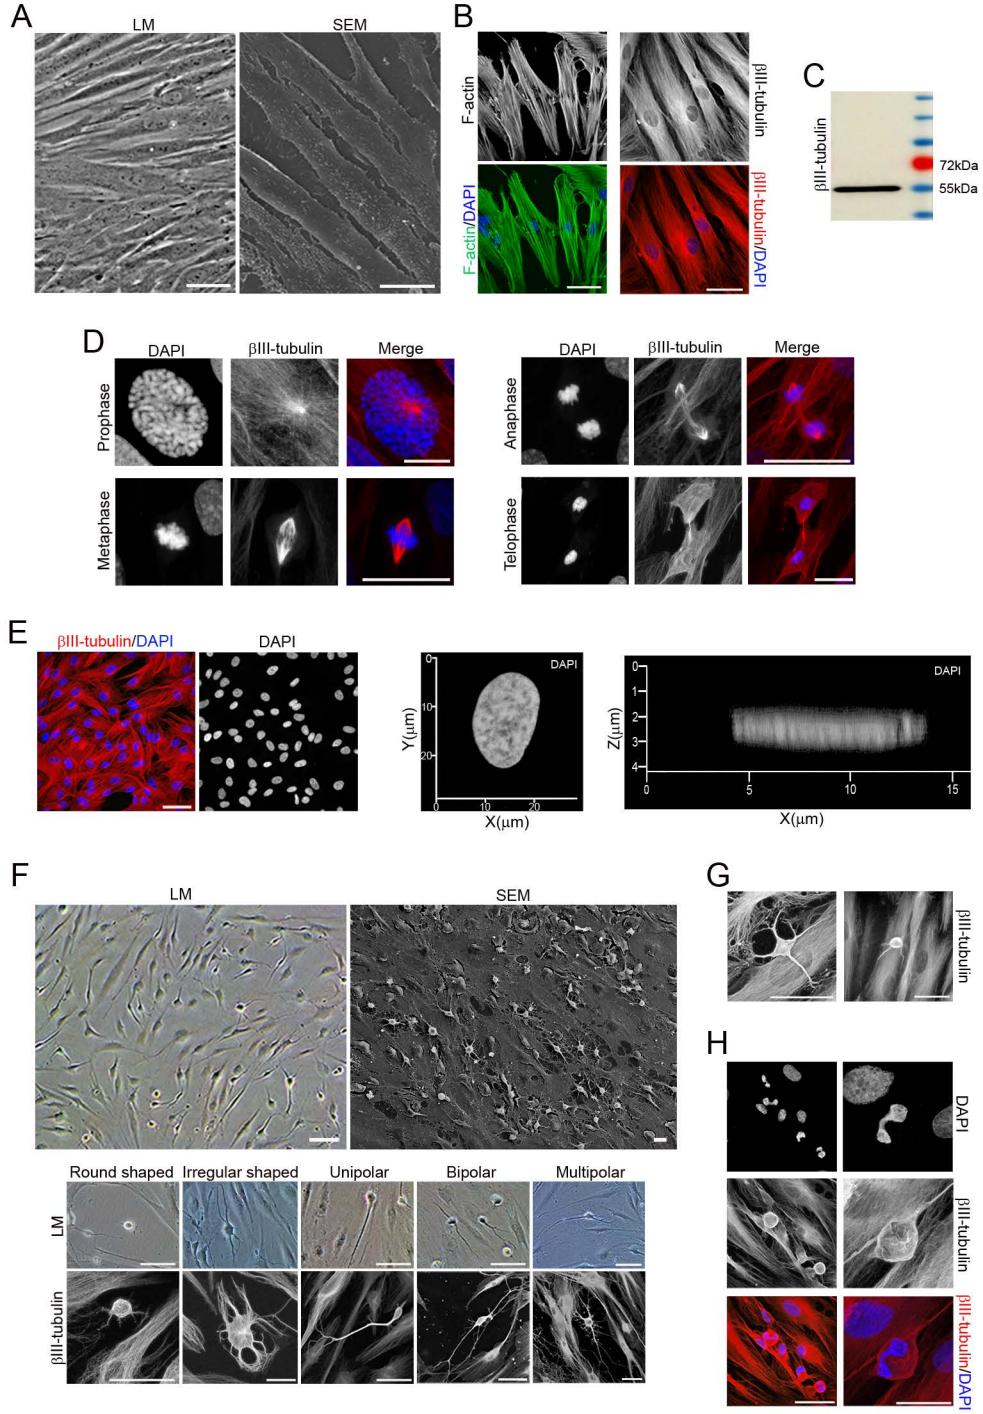 A
LM
SEM
B
F-actin
βIII-tubulin
F-actin/DAPI
βIII-tubulin/DAPI
C
βIII-tubulin
72kDa
55kDa
D
DAPI
βIII-tubulin
Merge
Prophase
Metaphase
DAPI
βIII-tubulin
Merge
Anaphase
Telophase
E
βIII-tubulin/DAPI
DAPI
DAPI
0
10
20
Y(μm)
0
10
20
X(μm)
DAPI
0
1
2
3
4
Z(μm)
0
5
10
15
X(μm)
F
LM
SEM
Round shaped
Irregular shaped
Unipolar
Bipolar
Multipolar
LM
βIII-tubulin
G
βIII-tubulin
H
DAPI
βIII-tubulin
βIII-tubulin/DAPI